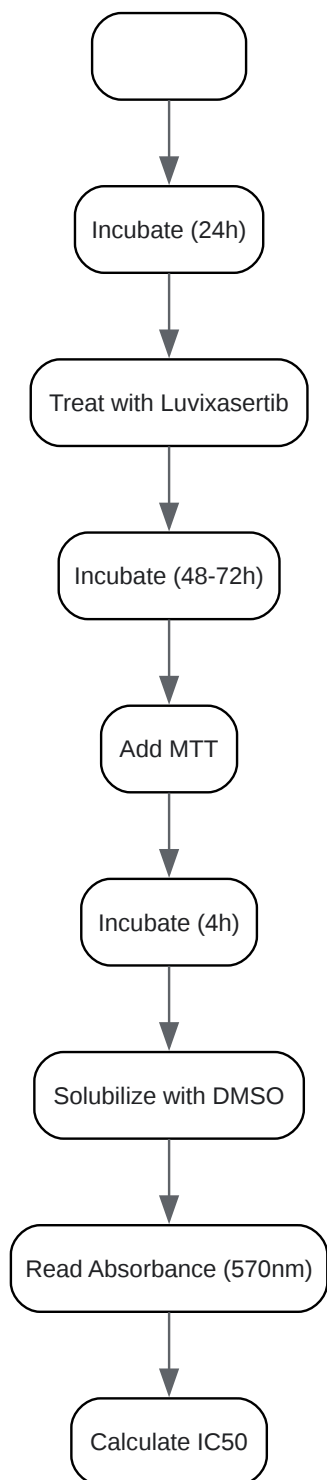 Incubate (24h)
Treat with Luvixasertib
Incubate (48-72h)
Add MTT
Incubate (4h)
Solubilize with DMSO
Read Absorbance (570nm)
Calculate IC50